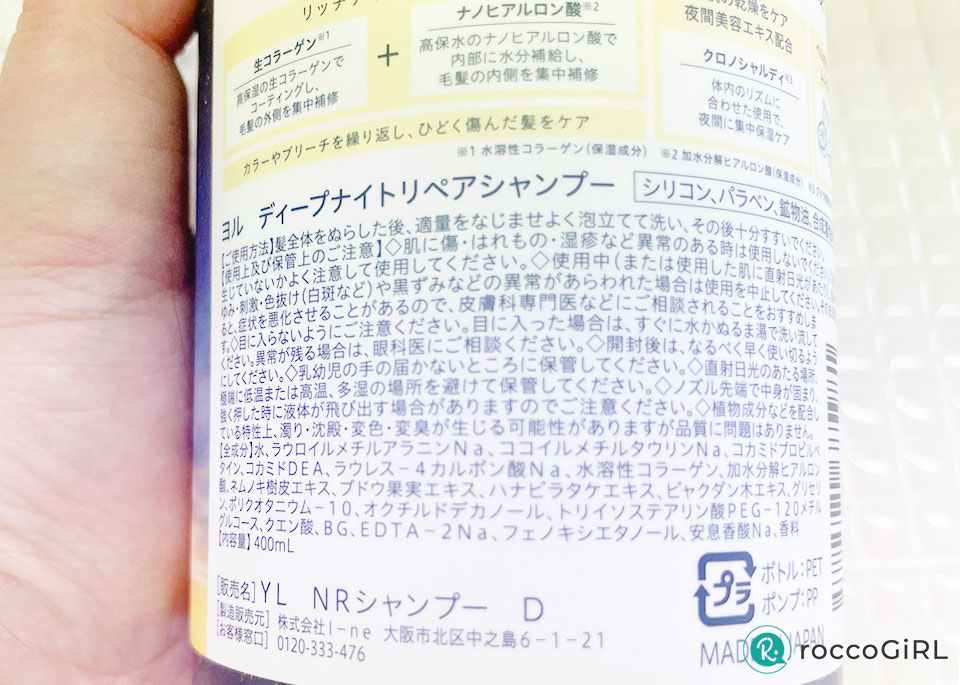 リッチ
生コラーゲン※1
高保湿の生コラーゲンで
コーティングし、
毛髪の外側を集中補修
+
ナノヒアルロン酸※2
高保水のナノヒアルロン酸で
内部に水分補給し、
毛髪の内側を集中補修
の乾燥をケア
夜間美容エキス配合
クロノシャルディ※3
体内のリズムに
合わせた使用で、
夜間に集中保湿ケア
カラーやブリーチを繰り返し、ひどく傷んだ髪をケア
※1 水溶性コラーゲン(保湿成分) ※2 加水分解ヒアルロン酸(保湿成分) ※3
ヨル ディープナイトリペアシャンプー
シリコン、パラベン、鉱物油、合成
【ご使用方法】髪全体をぬらした後、適量をなじませよく泡立てて洗い、その後十分すすいでください。
【使用上及び保管上のご注意】◇肌に傷・はれもの・湿疹など異常のある時は使用しないでください
生じていないかよく注意して使用してください。◇使用中(または使用した肌に直射日光があた
ゆみ・刺激・色抜け(白斑など)や黒ずみなどの異常があらわれた場合は使用を中止してください。その
ると、症状を悪化させることがあるので、皮膚科専門医などにご相談されることをおすすめしま
す。◇目に入らないようにご注意ください。目に入った場合は、すぐに水かぬるま湯で洗い流して
ください。異常が残る場合は、眼科医にご相談ください。◇開封後は、なるべく早く使い切るよう
にしてください。◇乳幼児の手の届かないところに保管してください。◇直射日光のあたる場所、
極端に低温または高温、多湿の場所を避けて保管してください。◇ノズル先端で中身が固まり、
強く押した時に液体が飛び出す場合がありますのでご注意ください。◇植物成分などを配合し
ている特性上、濁り・沈殿・変色・変臭が生じる可能性がありますが品質に問題はありません。
【全成分】水、ラウロイルメチルアラニンNa、ココイルメチルタウリンNa、コカミドプロピルベ
タイン、コカミドDEA、ラウレス－4カルボン酸Na、水溶性コラーゲン、加水分解ヒアルロン
酸、ネムノキ樹皮エキス、ブドウ果実エキス、ハナビラタケエキス、ビャクダン木エキス、グリセリ
ン、ポリクオタニウム－10、オクチルドデカノール、トリイソステアリン酸PEG-120メチル
グルコース、クエン酸、BG、EDTA－2Na、フェノキシエタノール、安息香酸Na、香料
【内容量】400mL
[販売名] YL NRシャンプー D
[製造販売元] 株式会社I－ne 大阪市北区中之島6－1－21
[お客様窓口] 0120-333-476
プラ
ボトル：PET
ポンプ：PP
MADE JAPAN
R.
roccoGiRL